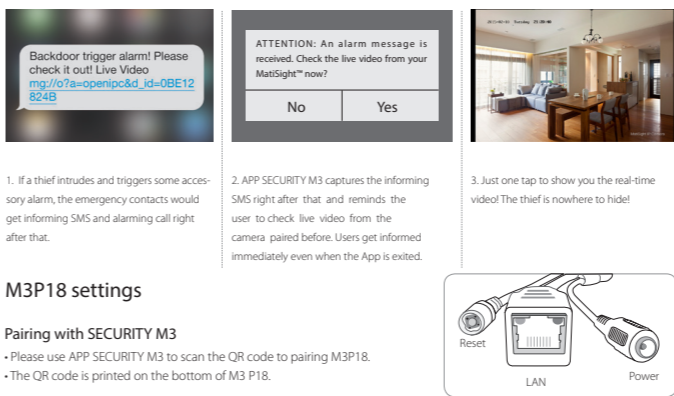 Backdoor trigger alarm! Please
check it out! Live Video
mg://o?a=openipc&d_id=0BE12
824B
ATTENTION: An alarm message is
received. Check the live video from your
MatiSight™ now?
No Yes
1. If a thief intrudes and triggers some acces-
sory alarm, the emergency contacts would
get informing SMS and alarming call right
after that.
2. APP SECURITY M3 captures the informing
SMS right after that and reminds the
user to check live video from the
camera paired before. Users get informed
immediately even when the App is exited.
3. Just one tap to show you the real-time
video! The thief is nowhere to hide!
M3P18 settings
Pairing with SECURITY M3
• Please use APP SECURITY M3 to scan the QR code to pairing M3P18.
• The QR code is printed on the bottom of M3 P18.
Reset
LAN
Power